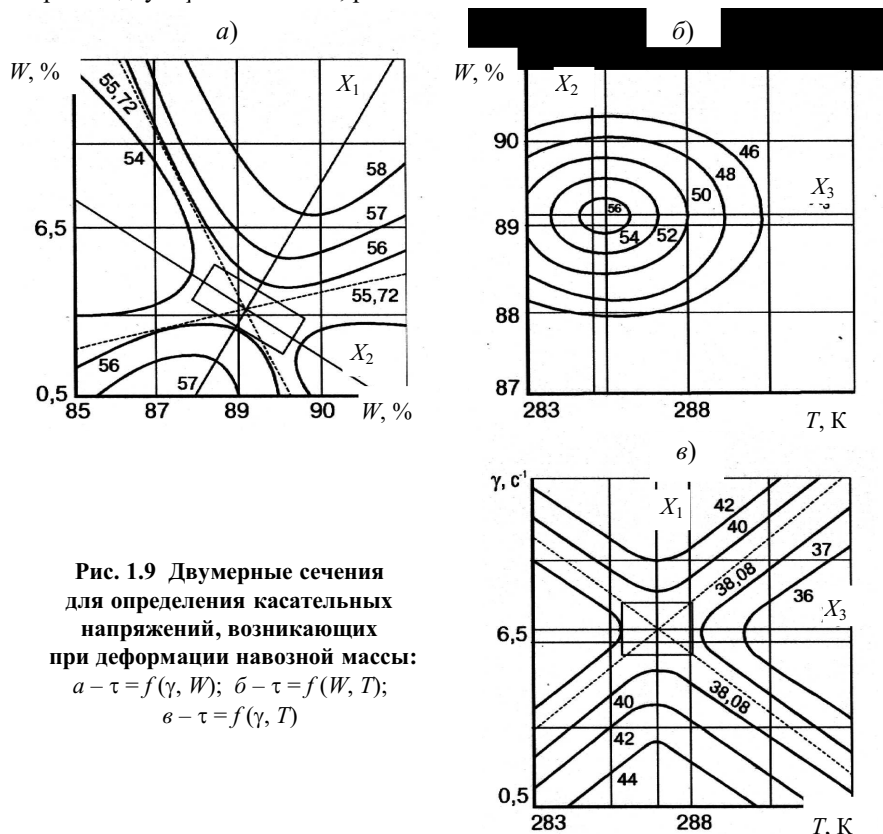 а)
W, %
55,72
54
X₁
58
57
56
55,72
6,5
X₂
56
57
0,5
85
87
89
90
W, %
б)
W, %
X₂
90
46
48
50
X₃
56
89
54
52
88
87
283
288
T, К
в)
γ, с⁻¹
42
X₁
40
37
38,08
36
X₃
6,5
38,08
40
42
44
0,5
283
288
T, К
Рис. 1.9 Двумерные сечения
для определения касательных
напряжений, возникающих
при деформации навозной массы:
а – τ = f (γ, W); б – τ = f (W, T);
в – τ = f (γ, T)